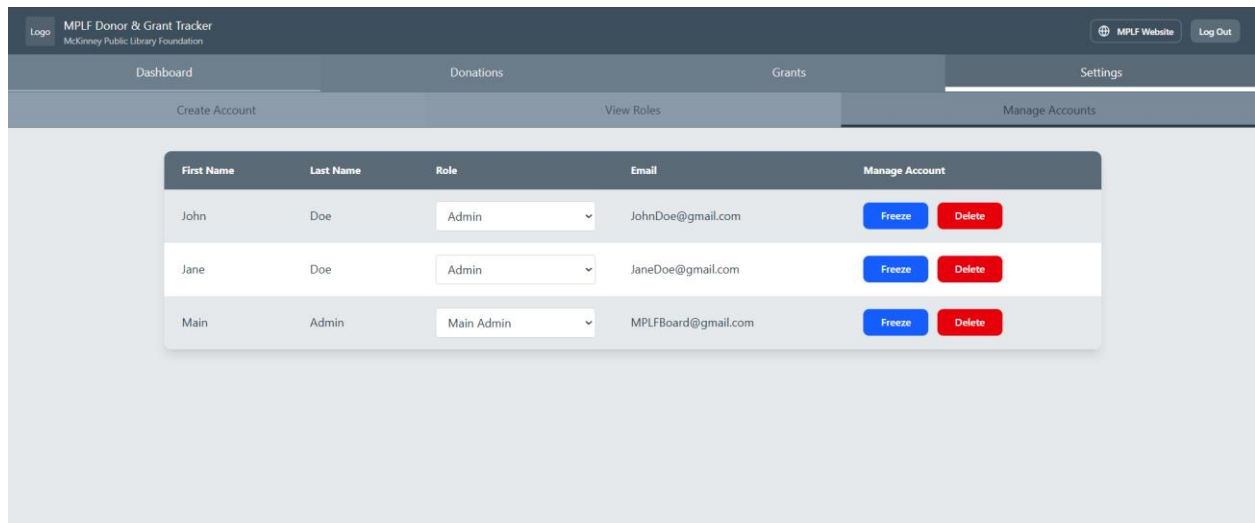 Logo
MPLF Donor & Grant Tracker
McKinney Public Library Foundation
MPLF Website
Log Out
Dashboard Donations Grants Settings
Create Account View Roles Manage Accounts
First Name Last Name Role Email Manage Account
John Doe Admin JohnDoe@gmail.com Freeze Delete
Jane Doe Admin JaneDoe@gmail.com Freeze Delete
Main Admin Main Admin MPLFBoard@gmail.com Freeze Delete